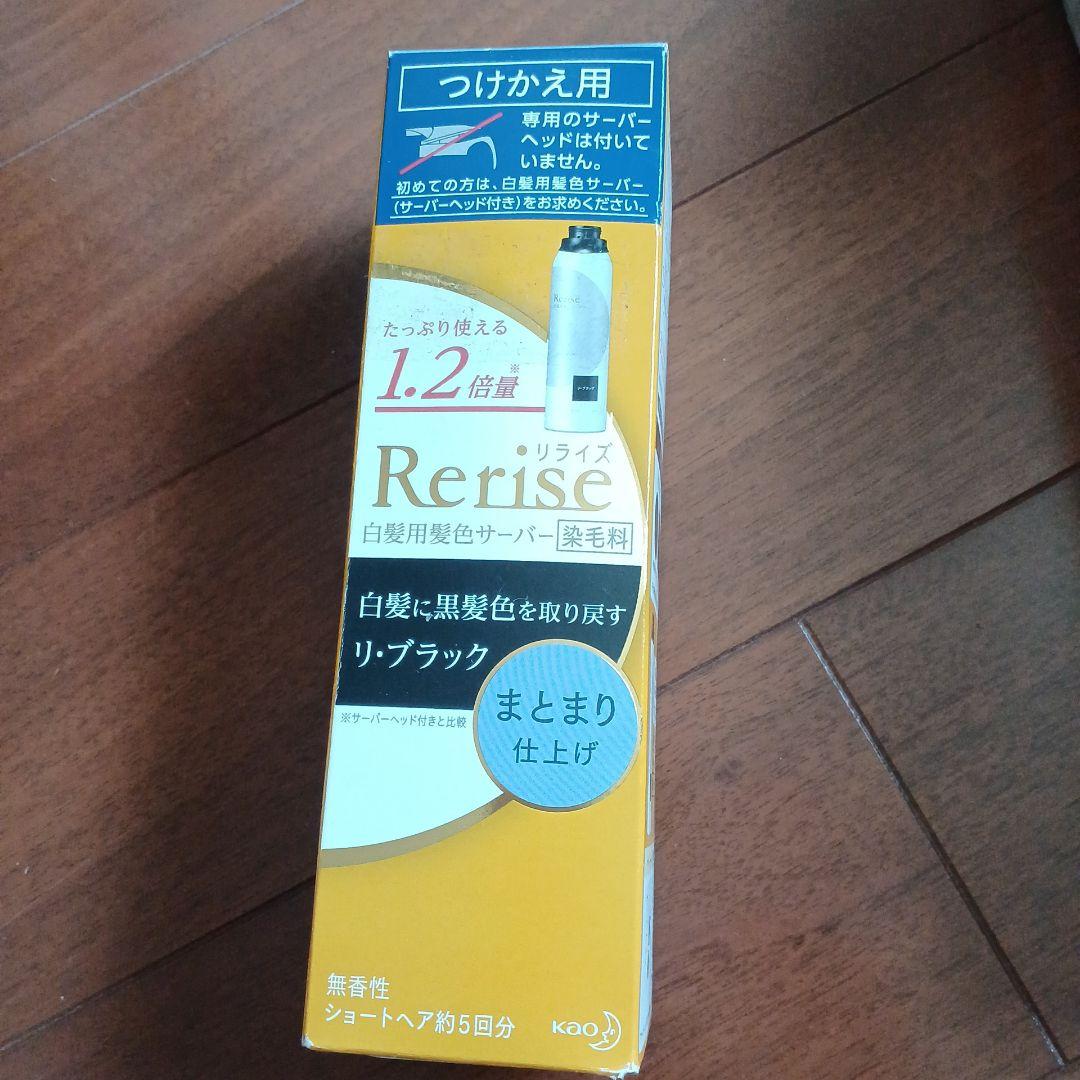 つけかえ用
専用のサーバー
ヘッドは付いて
いません。
初めての方は、白髪用髪色サーバー
(サーバーヘッド付き)をお求めください。
Rerise
リ・ブラック
たっぷり使える
1.2倍量※
リライズ
Rerise
白髪用髪色サーバー 染毛料
白髪に黒髪色を取り戻す
リ・ブラック
※サーバーヘッド付きと比較
まとまり
仕上げ
無香性
ショートヘア約5回分
Kao